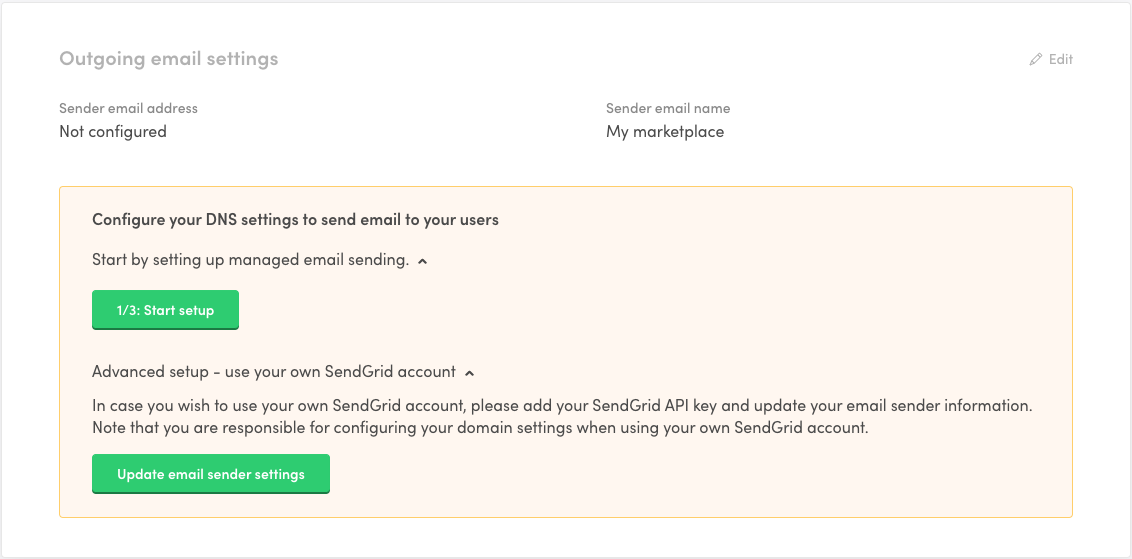 Outgoing email settings
Edit
Sender email address
Sender email name
Not configured
My marketplace
Configure your DNS settings to send email to your users
Start by setting up managed email sending.
1/3: Start setup
Advanced setup - use your own SendGrid account
In case you wish to use your own SendGrid account, please add your SendGrid API key and update your email sender information.
Note that you are responsible for configuring your domain settings when using your own SendGrid account.
Update email sender settings